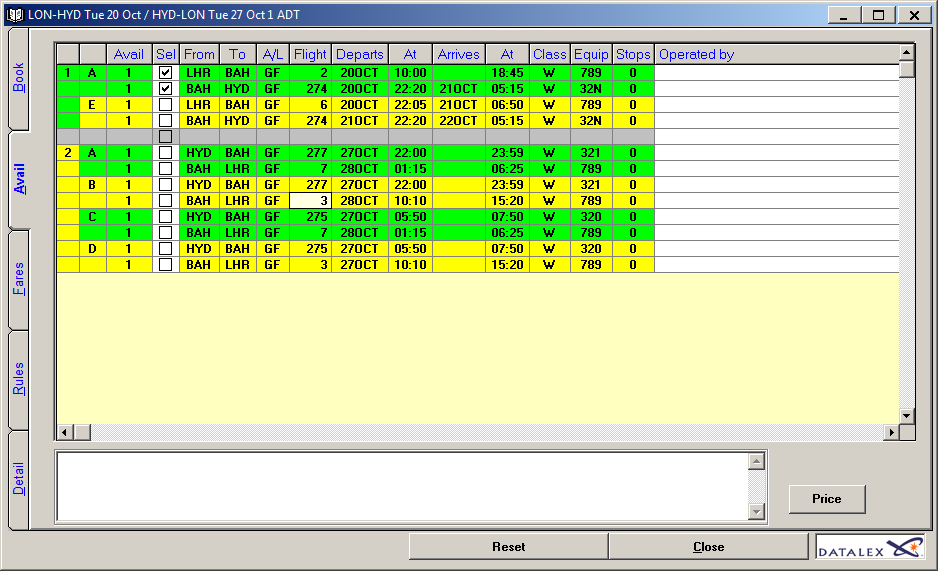 LON-HYD Tue 20 Oct / HYD-LON Tue 27 Oct 1 ADT
Book
Avail
Fares
Rules
Detail
Avail Sel From To A/L Flight Departs At Arrives At Class Equip Stops Operated by
1 A 1 LHR BAH GF 2 20OCT 10:00 18:45 W 789 0
1 BAH HYD GF 274 20OCT 22:20 21OCT 05:15 W 32N 0
E 1 LHR BAH GF 6 20OCT 22:05 21OCT 06:50 W 789 0
1 BAH HYD GF 274 21OCT 22:20 22OCT 05:15 W 32N 0
2 A 1 HYD BAH GF 277 27OCT 22:00 23:59 W 321 0
1 BAH LHR GF 7 28OCT 01:15 06:25 W 789 0
B 1 HYD BAH GF 277 27OCT 22:00 23:59 W 321 0
1 BAH LHR GF 3 28OCT 10:10 15:20 W 789 0
C 1 HYD BAH GF 275 27OCT 05:50 07:50 W 320 0
1 BAH LHR GF 7 28OCT 01:15 06:25 W 789 0
D 1 HYD BAH GF 275 27OCT 05:50 07:50 W 320 0
1 BAH LHR GF 3 27OCT 10:10 15:20 W 789 0
Price
Reset
Close
DATALEX